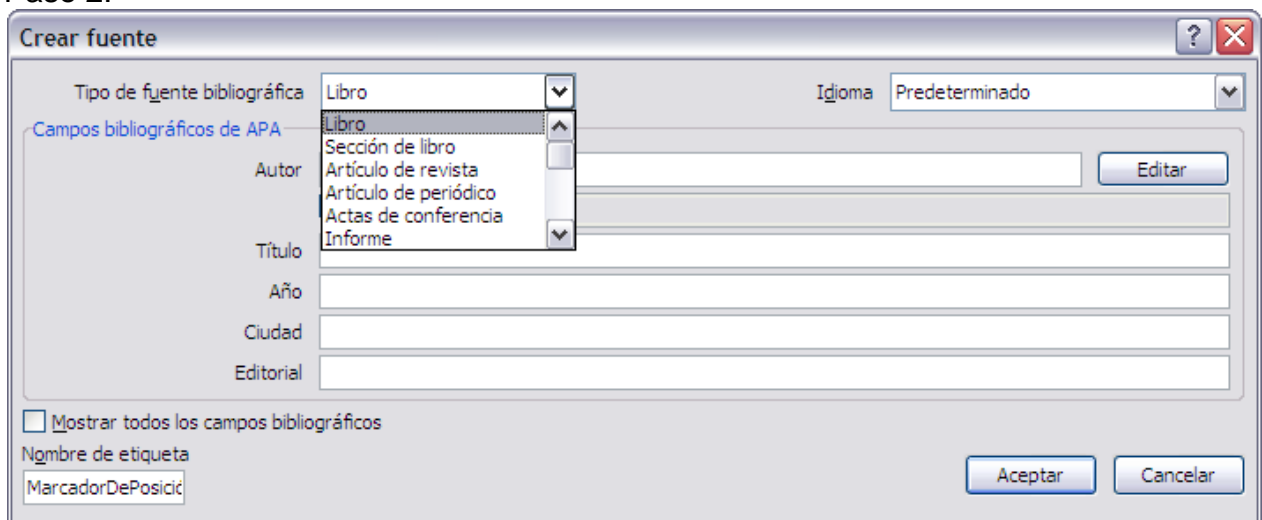 Paso 2.
Crear fuente
Tipo de fuente bibliográfica Libro Idioma Predeterminado
Campos bibliográficos de APA
Libro
Sección de libro
Artículo de revista
Autor Editar
Artículo de periódico
Actas de conferencia
Informe
Título
Año
Ciudad
Editorial
Mostrar todos los campos bibliográficos
Nombre de etiqueta
MarcadorDePosició
Aceptar Cancelar